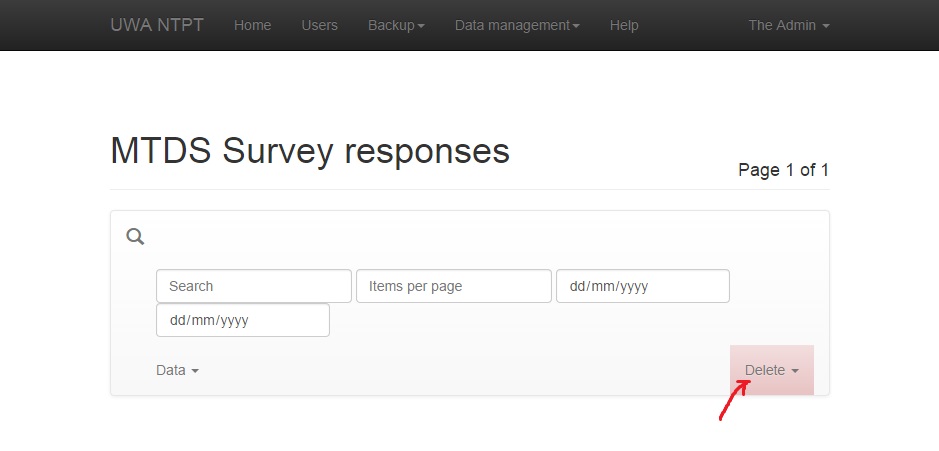 UWA NTPT Home Users Backup Data management Help The Admin
MTDS Survey responses
Page 1 of 1
Search Items per page dd/mm/yyyy
dd/mm/yyyy
Data Delete